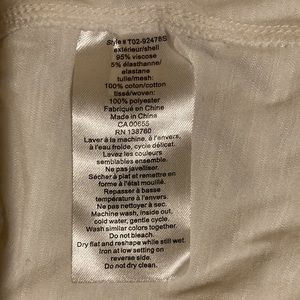 Style # T02-92478S
extérieur/shell
95% viscose
5% élasthanne/
elastane
tulle/mesh:
100% coton/cotton
tissé/woven:
100% polyester
Fabriqué en Chine
Made in China
CA 00655
RN 138760
Laver à la machine, à l'envers,
à l'eau froide, cycle délicat.
Lavez les couleurs
semblables ensemble.
Ne pas javelliser.
Sécher à plat et remettre en
forme à l'état mouillé.
Repasser à basse
température à l'envers.
Ne pas nettoyer à sec.
Machine wash, inside out,
cold water, gentle cycle.
Wash similar colors together.
Do not bleach.
Dry flat and reshape while still wet.
Iron at low setting on
reverse side.
Do not dry clean.